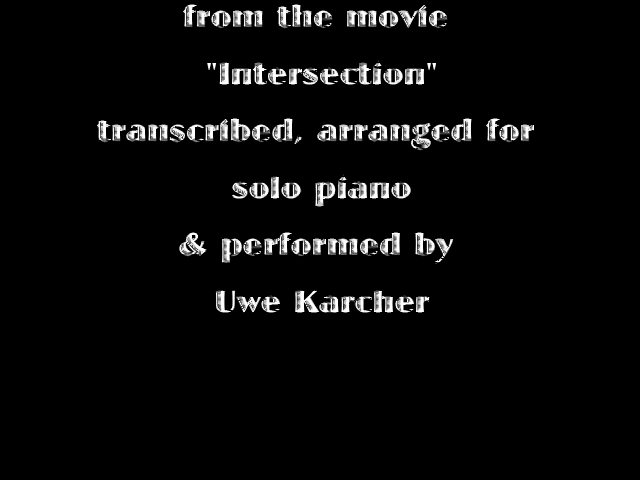 from the movie
"Intersection"
transcribed, arranged for
solo piano
& performed by
Uwe Karcher